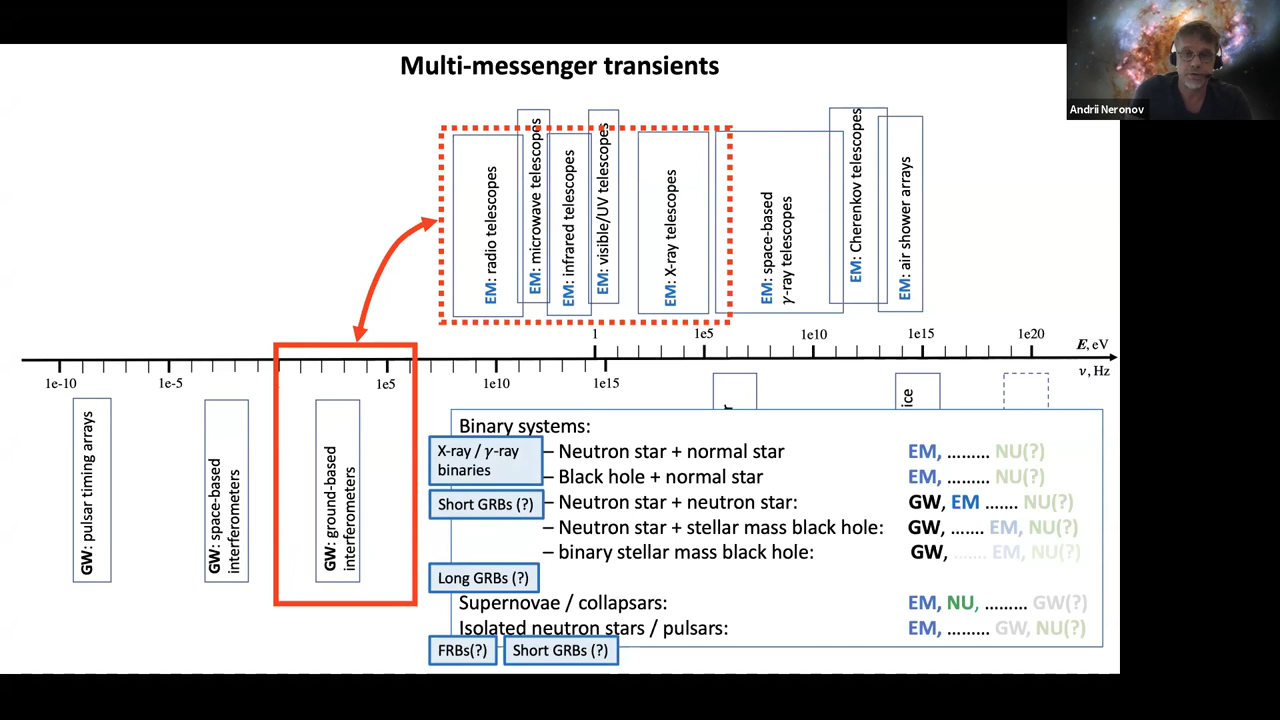 Multi-messenger transients
Andrii Neronov
EM: radio telescopes
EM: microwave telescopes
EM: infrared telescopes
EM: visible/UV telescopes
EM: X-ray telescopes
EM: space-based
γ-ray telescopes
EM: Cherenkov telescopes
EM: air shower arrays
1 1e5 1e10 1e15 1e20 E, eV
1e-10 1e-5 1e5 1e10 1e15 ν, Hz
GW: pulsar timing arrays
GW: space-based
interferometers
GW: ground-based
interferometers
ice
Binary systems:
X-ray / γ-ray
binaries
– Neutron star + normal star EM, ......... NU(?)
– Black hole + normal star EM, ......... NU(?)
Short GRBs (?)
– Neutron star + neutron star: GW, EM ....... NU(?)
– Neutron star + stellar mass black hole: GW, ....... EM, NU(?)
– binary stellar mass black hole: GW, ....... EM, NU(?)
Long GRBs (?)
Supernovae / collapsars: EM, NU, ......... GW(?)
Isolated neutron stars / pulsars: EM, ......... GW, NU(?)
FRBs(?)
Short GRBs (?)